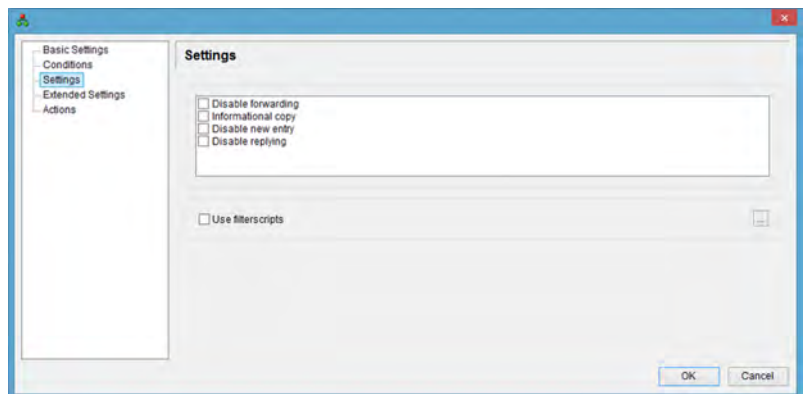 Basic Settings
Conditions
Settings
Extended Settings
Actions
Settings
Disable forwarding
Informational copy
Disable new entry
Disable replying
Use filterscripts
...
OK
Cancel